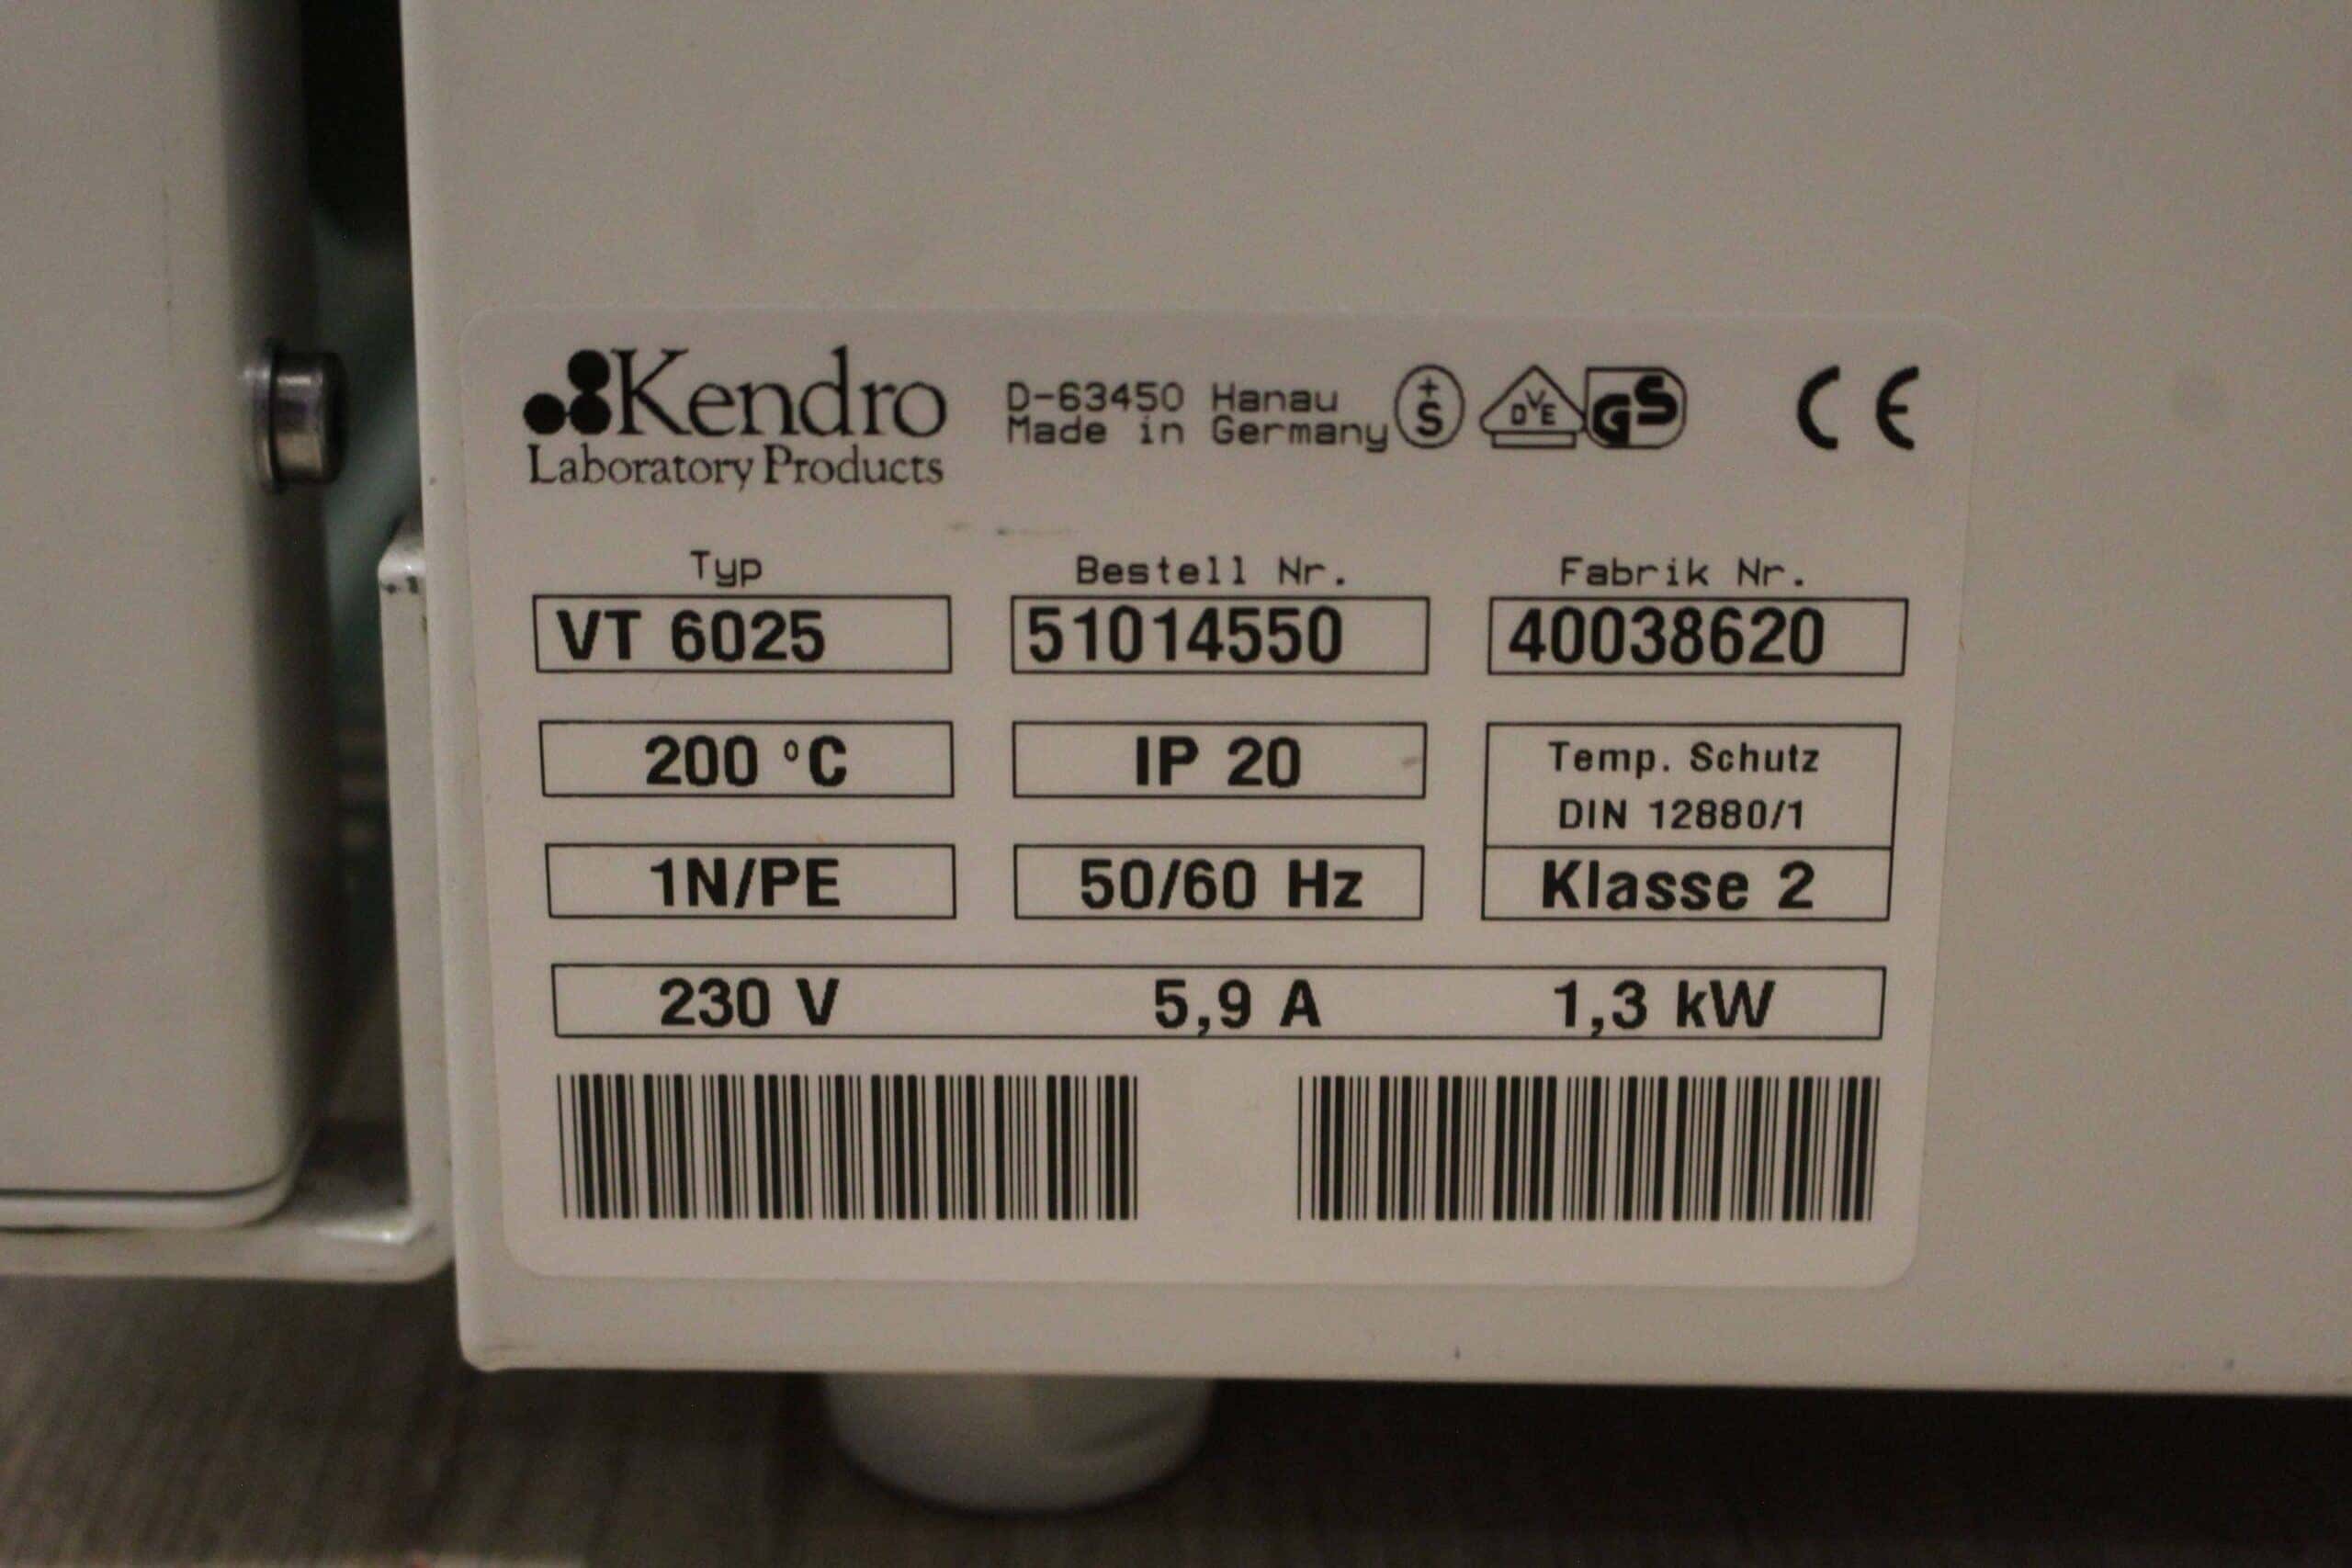 Kendro
Laboratory Products
D-63450 Hanau
Made in Germany
+S
DVE
GS
CE
Typ Bestell Nr. Fabrik Nr.
VT 6025 51014550 40038620
200 °C IP 20 Temp. Schutz
DIN 12880/1
1N/PE 50/60 Hz Klasse 2
230 V 5,9 A 1,3 kW